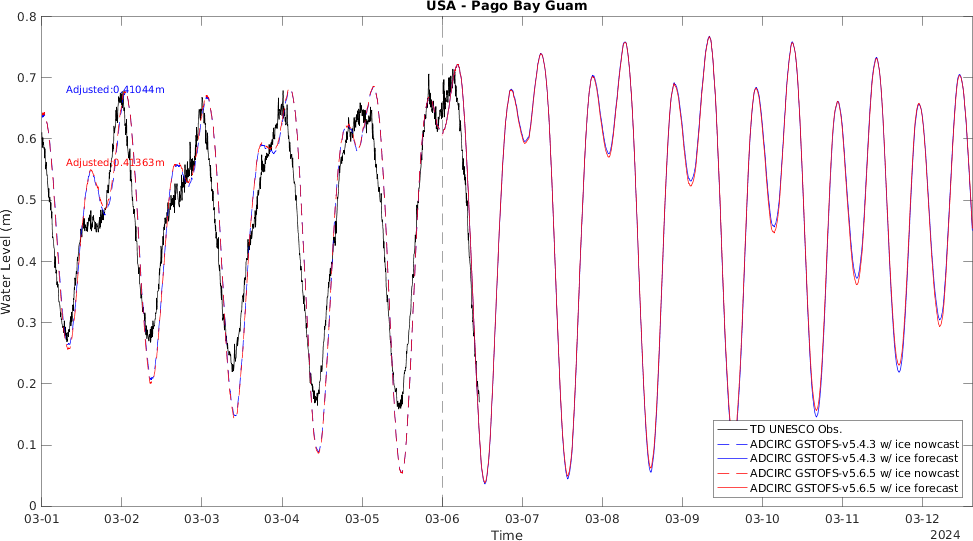 USA - Pago Bay Guam
0.8
0.7
0.6
0.5
0.4
0.3
0.2
0.1
0
Water Level (m)
Adjusted:0.41044m
Adjusted:0.41363m
TD UNESCO Obs.
ADCIRC GSTOFS-v5.4.3 w/ ice nowcast
ADCIRC GSTOFS-v5.4.3 w/ ice forecast
ADCIRC GSTOFS-v5.6.5 w/ ice nowcast
ADCIRC GSTOFS-v5.6.5 w/ ice forecast
03-01 03-02 03-03 03-04 03-05 03-06 03-07 03-08 03-09 03-10 03-11 03-12
Time
2024